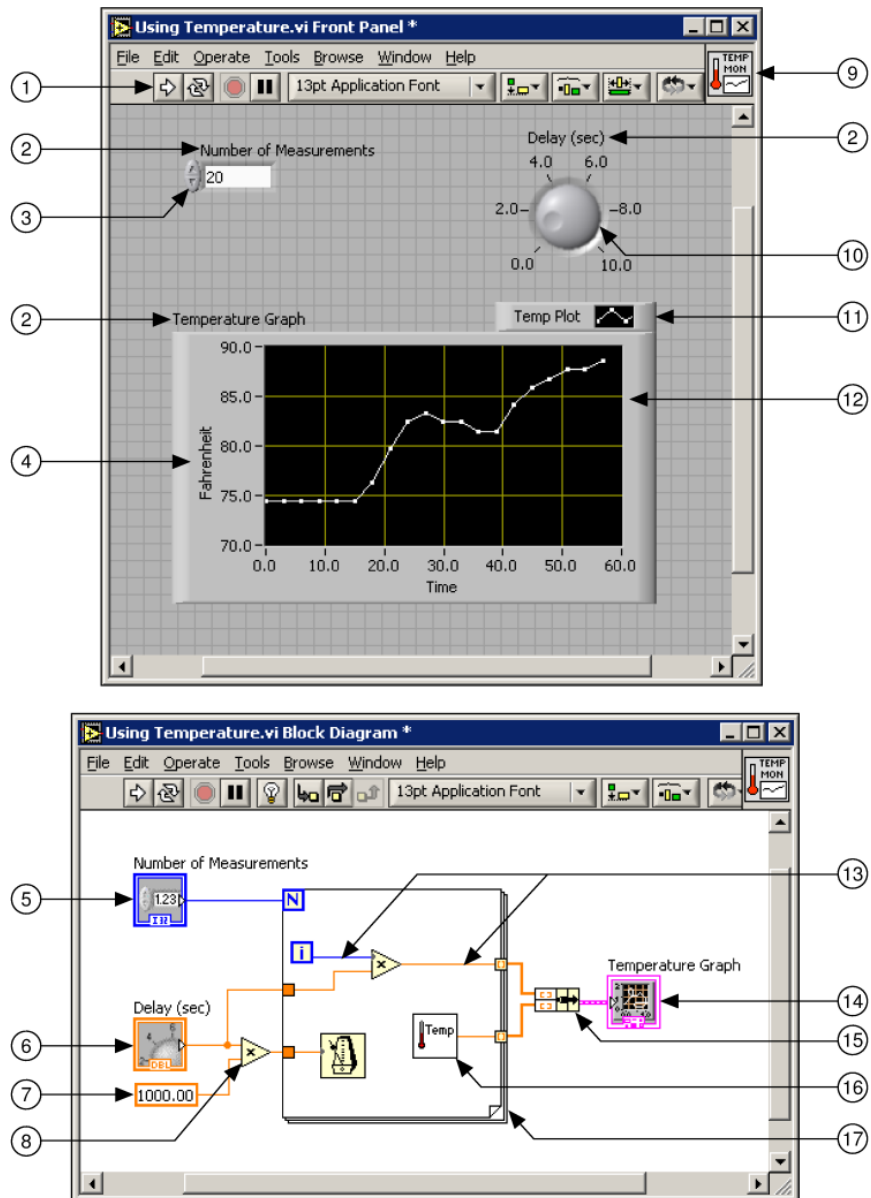 Using Temperature.vi Front Panel *
File Edit Operate Tools Browse Window Help
TEMP
MON
9
1
13pt Application Font
2
Number of Measurements
Delay (sec)
2
20
3
4.0 6.0
2.0 8.0
0.0 10.0
10
2
Temperature Graph
Temp Plot
11
90.0
85.0
80.0
75.0
70.0
Fahrenheit
12
4
0.0 10.0 20.0 30.0 40.0 50.0 60.0
Time
Using Temperature.vi Block Diagram *
File Edit Operate Tools Browse Window Help
TEMP
MON
13pt Application Font
Number of Measurements
13
5
1.23
I32
N
i
×
Temperature Graph
14
Delay (sec)
6
4 6
2
DBL
×
Temp
15
7
1000.00
16
8
17